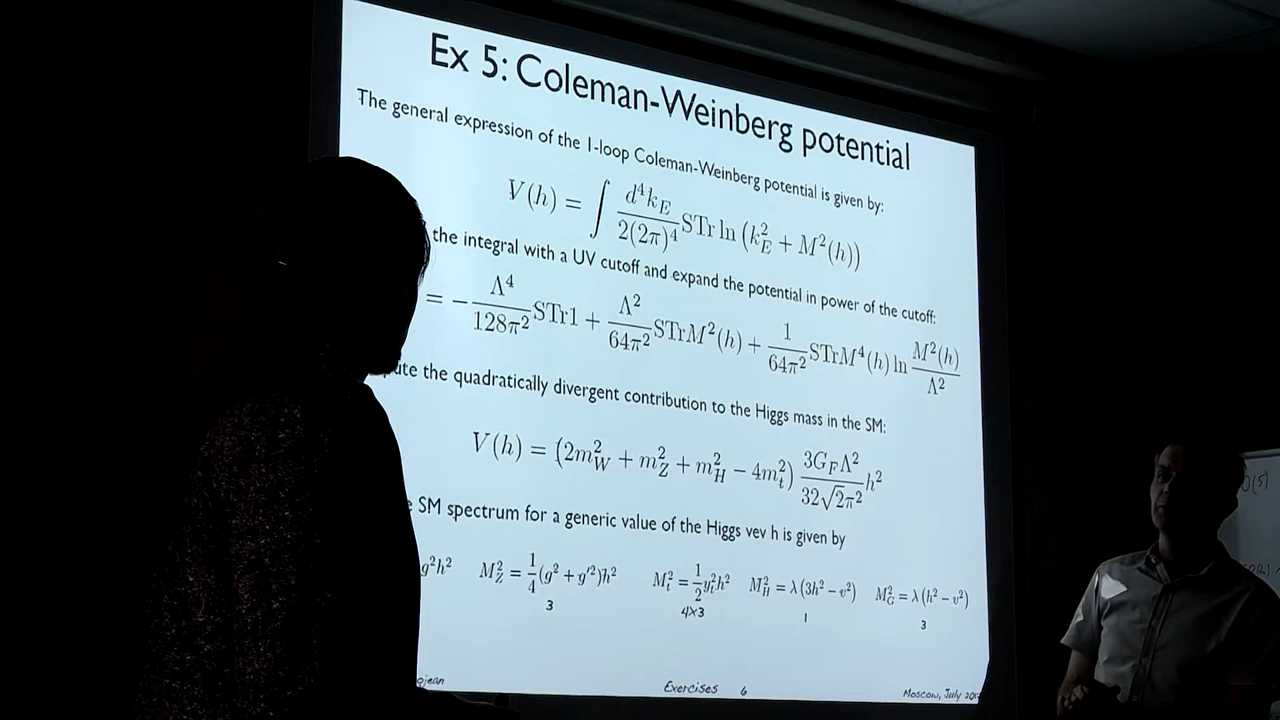 Ex 5: Coleman-Weinberg potential
The general expression of the 1-loop Coleman-Weinberg potential is given by:
V(h) = ∫ d⁴k_E / 2(2π)⁴ STr ln (k_E² + M²(h))
the integral with a UV cutoff and expand the potential in power of the cutoff:
= − Λ⁴/128π² STr1 + Λ²/64π² STrM²(h) + 1/64π² STrM⁴(h) ln M²(h)/Λ²
the quadratically divergent contribution to the Higgs mass in the SM:
V(h) = (2m_W² + m_Z² + m_H² − 4m_t²) 3G_FΛ²/32√2π² h²
SM spectrum for a generic value of the Higgs vev h is given by
g²h² M_Z² = 1/4 (g² + g′²)h² M_t² = 1/2 y_t²h² M_H² = λ(3h² − v²) M_G² = λ(h² − v²)
3 4×3 1 3
Exercises 6 Moscow, July